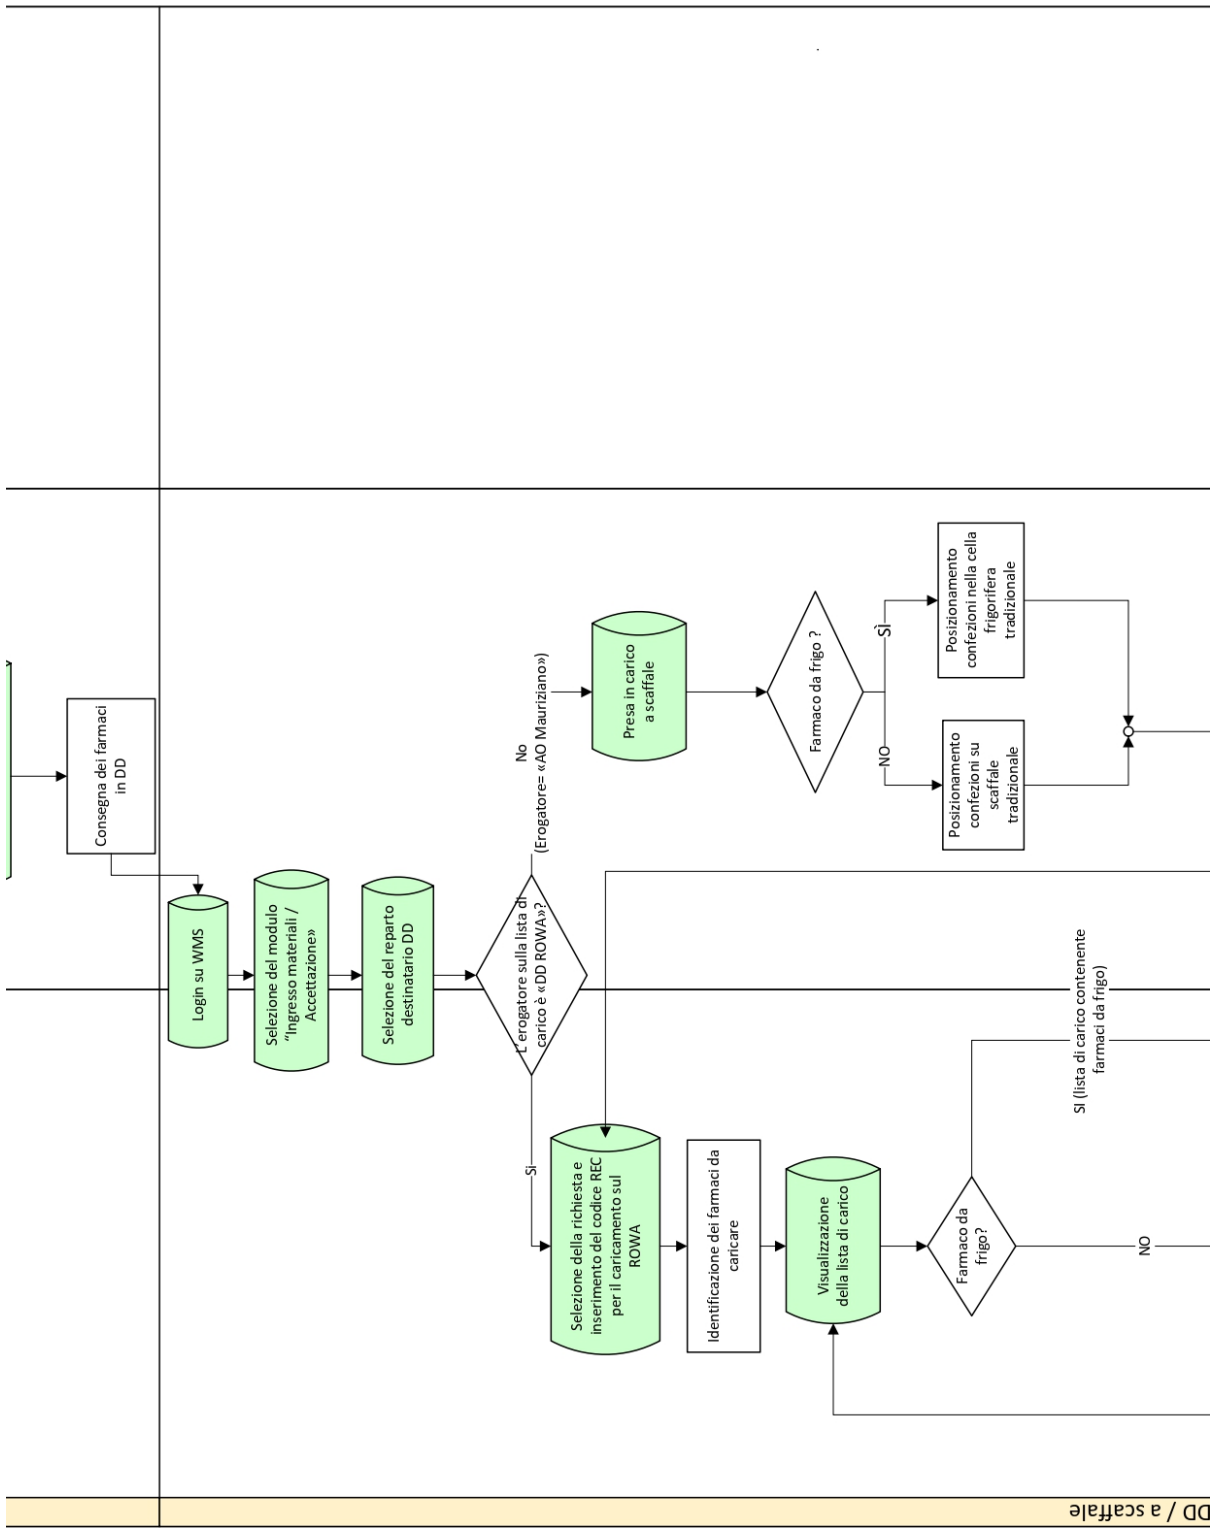 Consegna dei farmaci
in DD
Login su WMS
Selezione del modulo
“Ingresso materiali /
Accettazione»
Selezione del reparto
destinatario DD
L’erogatore sulla lista di
carico è «DD ROWA»?
No
(Erogatore= «AO Mauriziano»)
Si
Presa in carico
a scaffale
Farmaco da frigo ?
SÌ
NO
Posizionamento
confezioni nella cella
frigorifera
tradizionale
Posizionamento
confezioni su
scaffale
tradizionale
Selezione della richiesta e
inserimento del codice REC
per il caricamento sul
ROWA
Identificazione dei farmaci da
caricare
Visualizzazione
della lista di carico
Farmaco da
frigo?
SI (lista di carico contenente
farmaci da frigo)
NO
DD / a scaffale